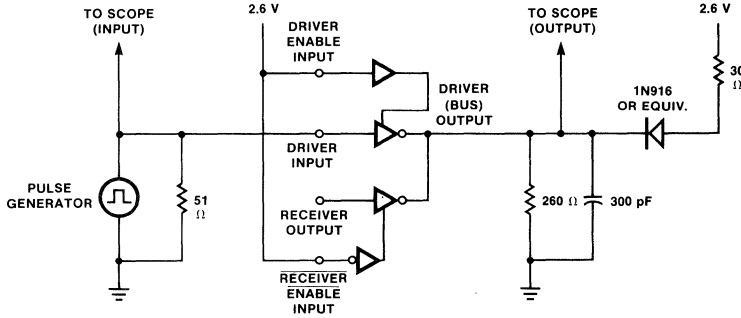 TO SCOPE
(INPUT)
2.6 V
DRIVER
ENABLE
INPUT
TO SCOPE
(OUTPUT)
2.6 V
DRIVER
(BUS)
OUTPUT
1N916
OR EQUIV.
30
Ω
DRIVER
INPUT
PULSE
GENERATOR
51
Ω
RECEIVER
OUTPUT
260 Ω
300 pF
RECEIVER
ENABLE
INPUT